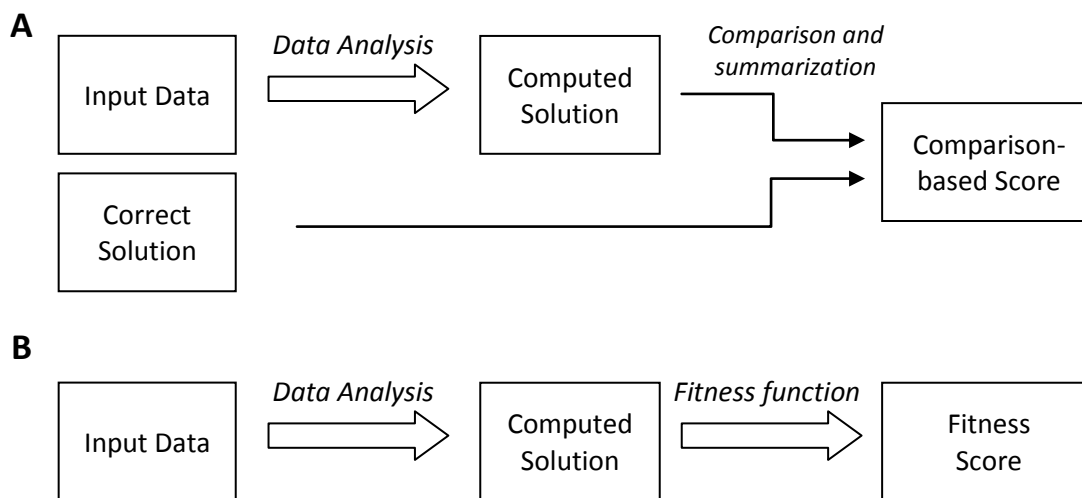 A
Data Analysis
Comparison and
summarization
Input Data
Computed
Solution
Comparison-
based Score
Correct
Solution
B
Data Analysis
Fitness function
Input Data
Computed
Solution
Fitness
Score